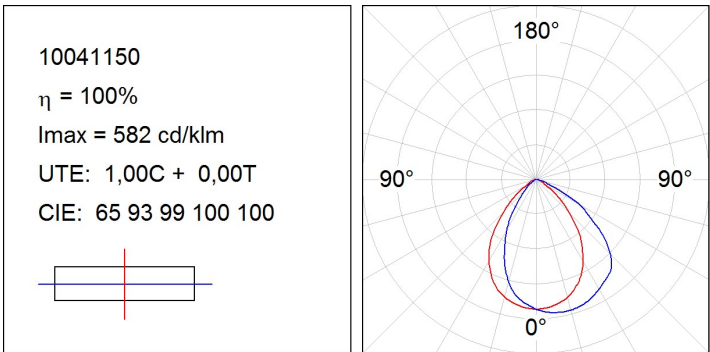 10041150
η = 100%
Imax = 582 cd/klm
UTE: 1,00C + 0,00T
CIE: 65 93 99 100 100
180°
90° 90°
0°